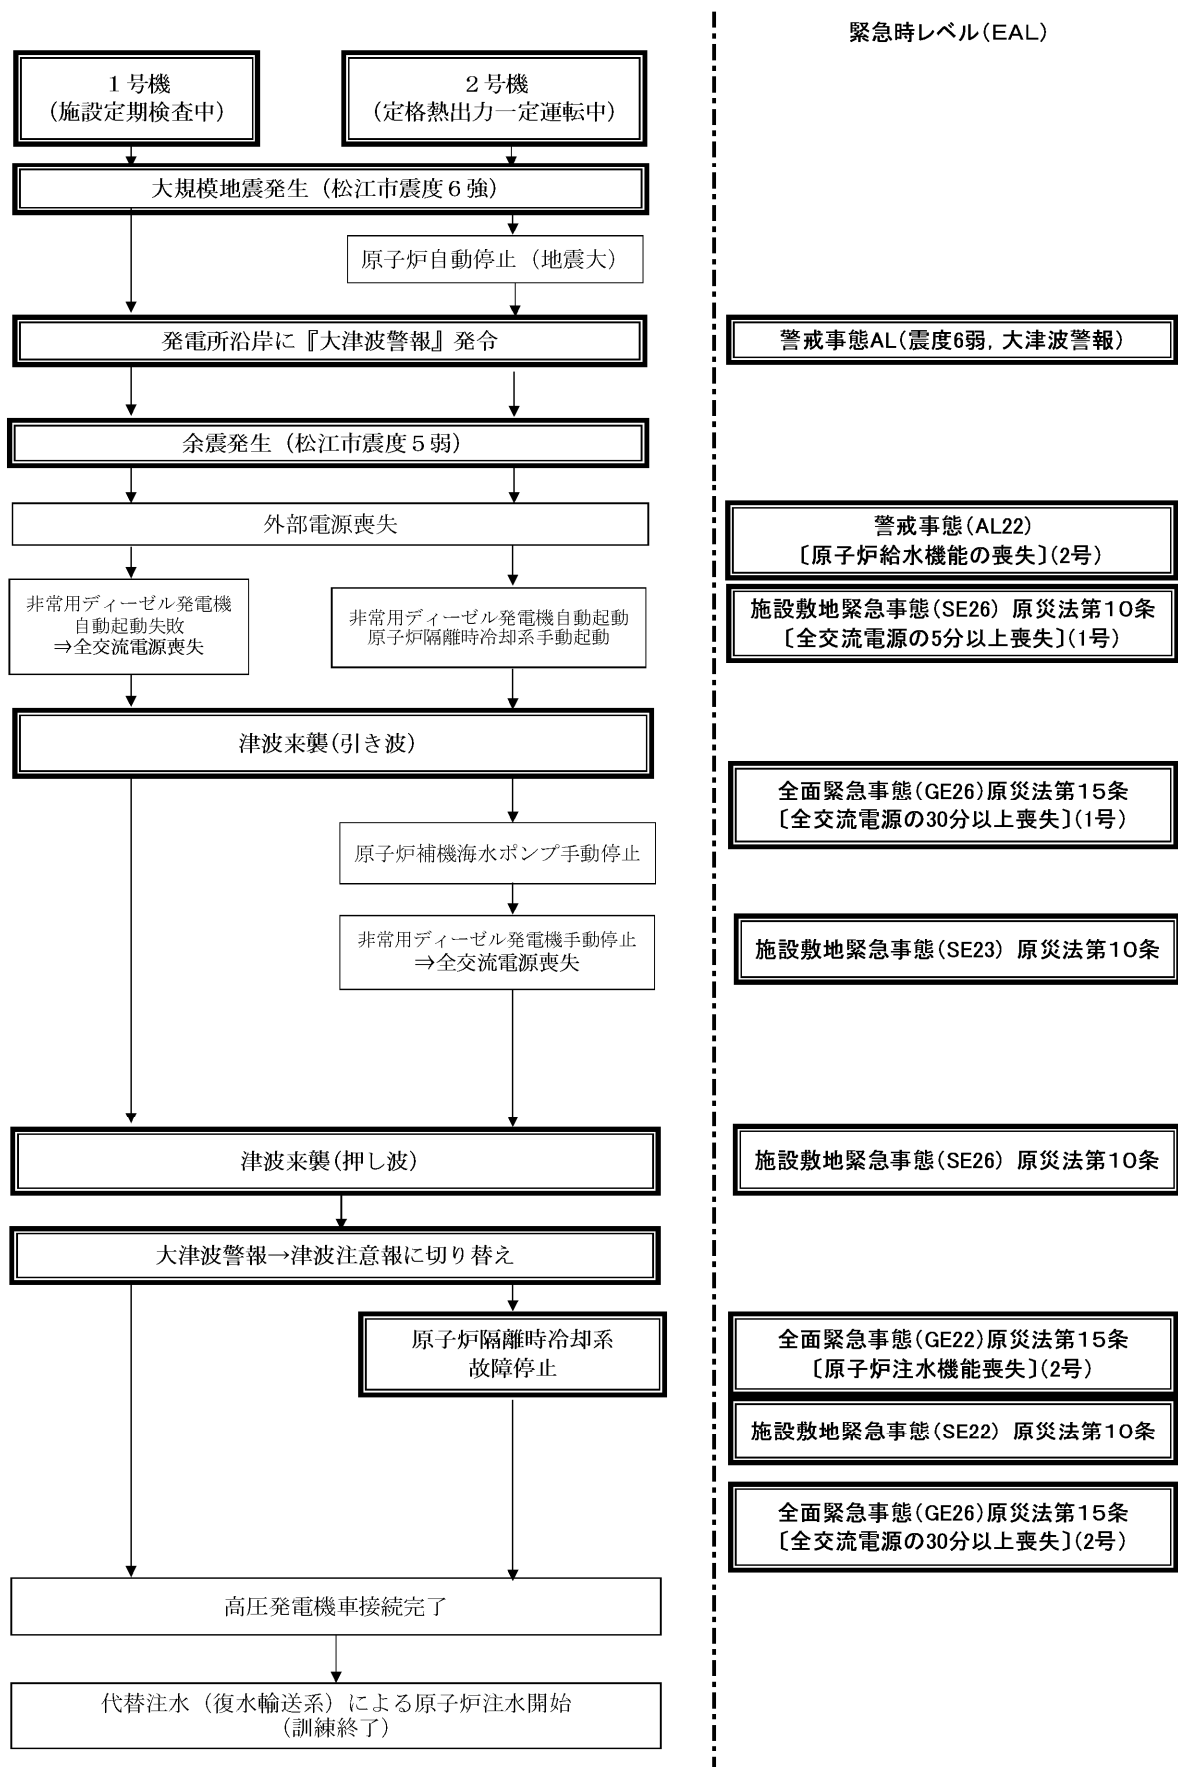 緊急時レベル（EAL）
１号機
（施設定期検査中）
２号機
（定格熱出力一定運転中）
大規模地震発生（松江市震度６強）
原子炉自動停止（地震大）
発電所沿岸に『大津波警報』発令
警戒事態AL（震度6弱，大津波警報）
余震発生（松江市震度５弱）
外部電源喪失
警戒事態（AL22）
〔原子炉給水機能の喪失〕（2号）
非常用ディーゼル発電機
自動起動失敗
⇒全交流電源喪失
非常用ディーゼル発電機自動起動
原子炉隔離時冷却系手動起動
施設敷地緊急事態（SE26）原災法第１０条
〔全交流電源の5分以上喪失〕（1号）
津波来襲（引き波）
全面緊急事態（GE26）原災法第１５条
〔全交流電源の30分以上喪失〕（1号）
原子炉補機海水ポンプ手動停止
非常用ディーゼル発電機手動停止
⇒全交流電源喪失
施設敷地緊急事態（SE23）原災法第１０条
津波来襲（押し波）
施設敷地緊急事態（SE26）原災法第１０条
大津波警報→津波注意報に切り替え
原子炉隔離時冷却系
故障停止
全面緊急事態（GE22）原災法第１５条
〔原子炉注水機能喪失〕（2号）
施設敷地緊急事態（SE22）原災法第１０条
全面緊急事態（GE26）原災法第１５条
〔全交流電源の30分以上喪失〕（2号）
高圧発電機車接続完了
代替注水（復水輸送系）による原子炉注水開始
（訓練終了）